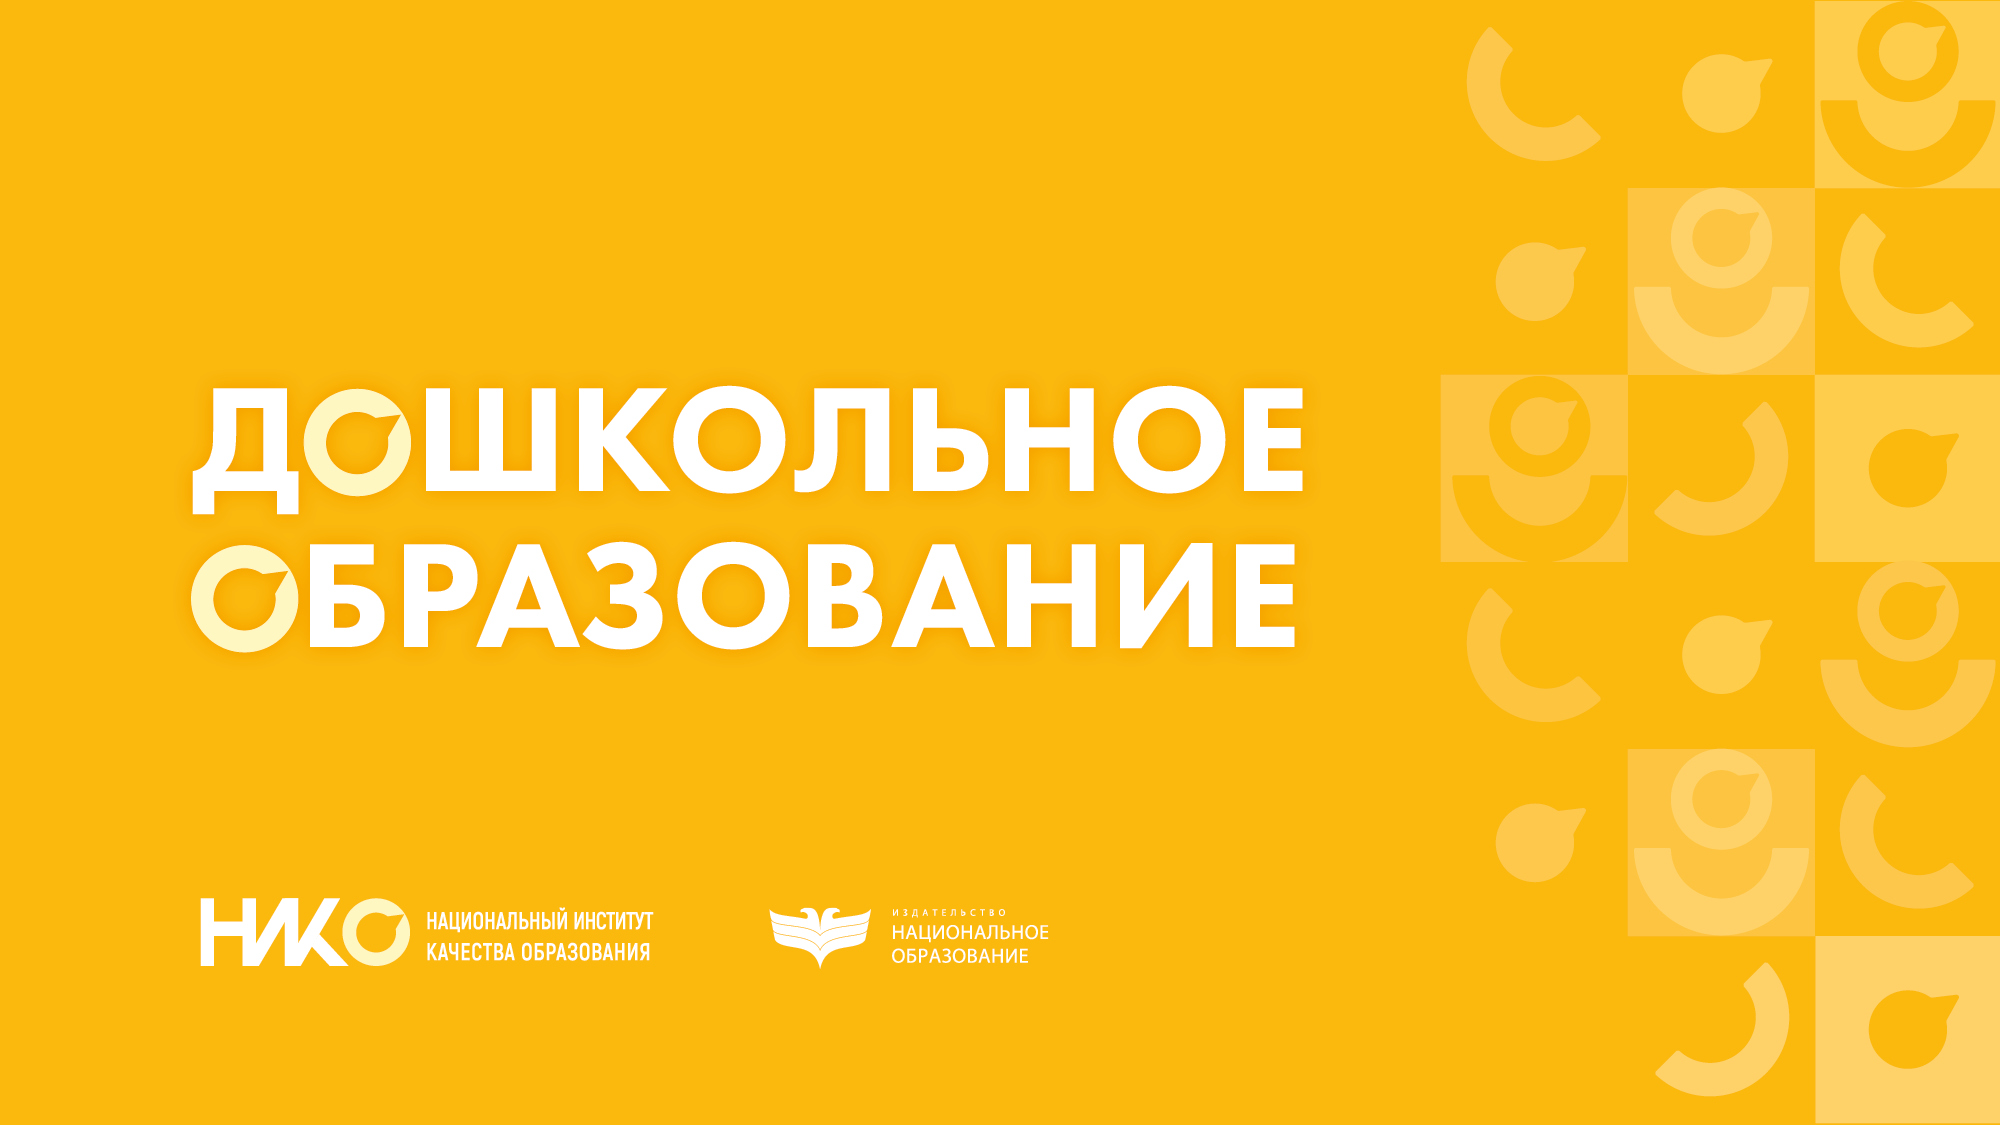 ДОШКОЛЬНОЕ
ОБРАЗОВАНИЕ
НИКО
НАЦИОНАЛЬНЫЙ ИНСТИТУТ
КАЧЕСТВА ОБРАЗОВАНИЯ
ИЗДАТЕЛЬСТВО
НАЦИОНАЛЬНОЕ
ОБРАЗОВАНИЕ